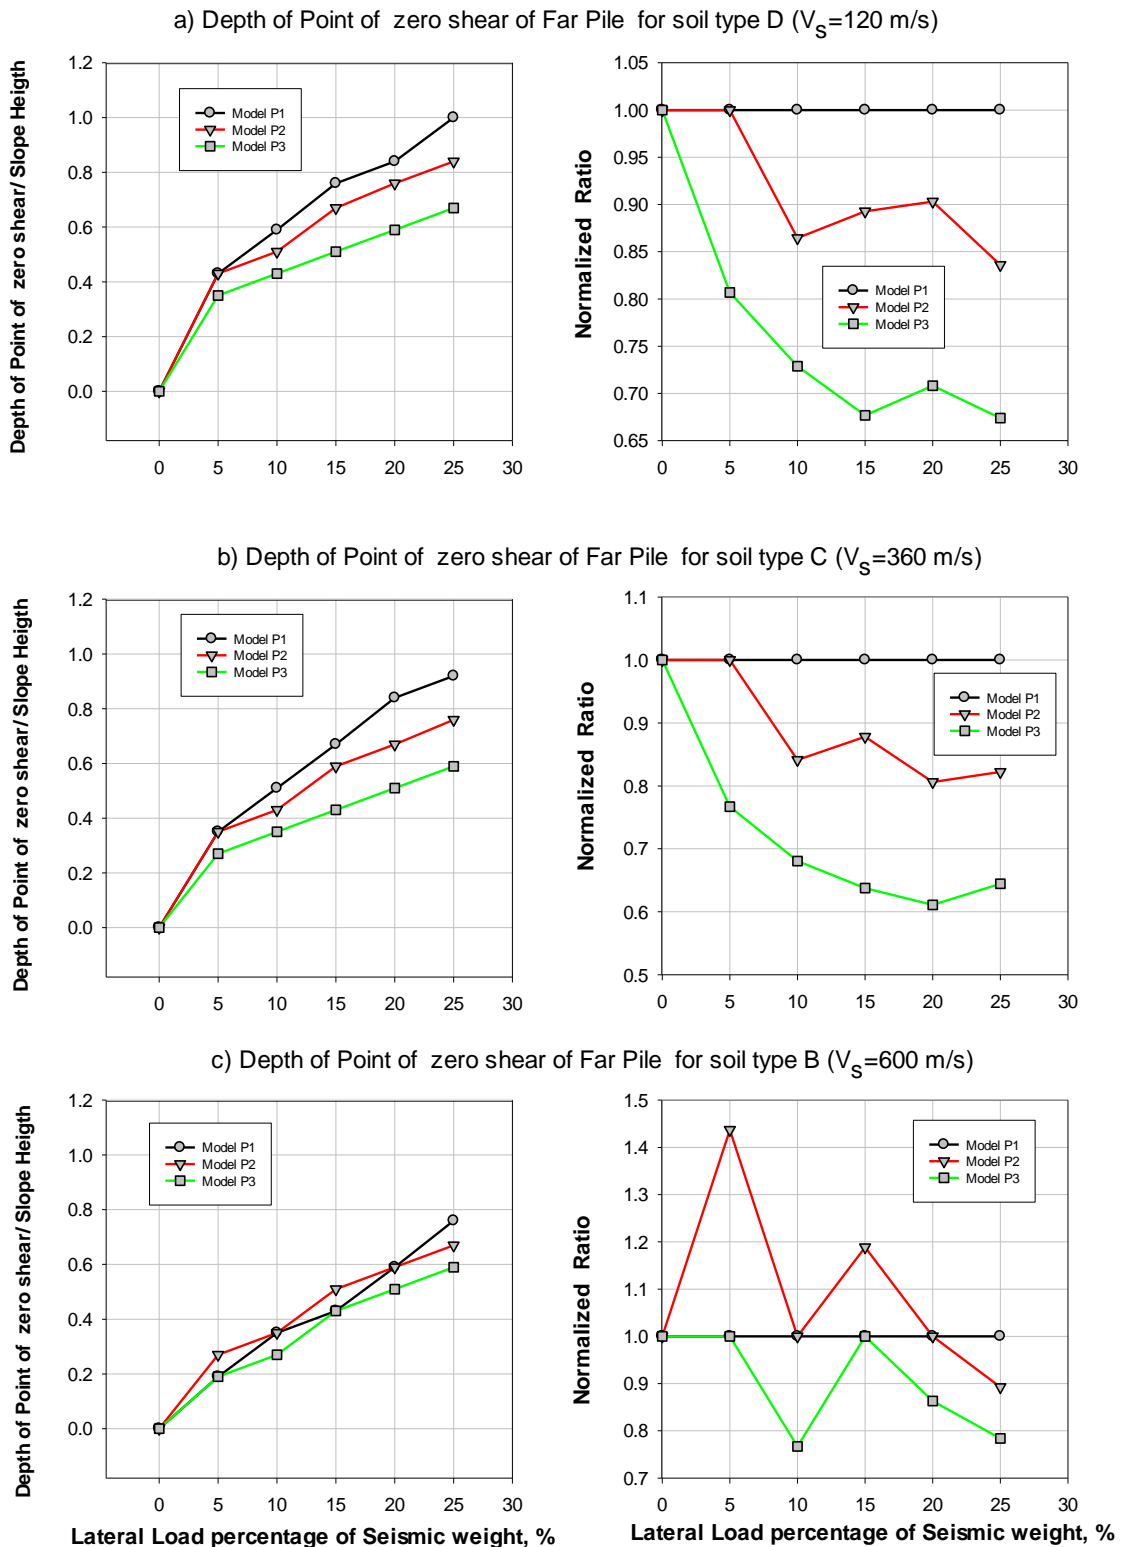 a) Depth of Point of zero shear of Far Pile for soil type D (VS=120 m/s)
Depth of Point of zero shear/ Slope Heigth
1.2
1.0
0.8
0.6
0.4
0.2
0.0
Model P1
Model P2
Model P3
0 5 10 15 20 25 30
Normalized Ratio
1.05
1.00
0.95
0.90
0.85
0.80
0.75
0.70
0.65
Model P1
Model P2
Model P3
0 5 10 15 20 25 30
b) Depth of Point of zero shear of Far Pile for soil type C (VS=360 m/s)
Depth of Point of zero shear/ Slope Heigth
1.2
1.0
0.8
0.6
0.4
0.2
0.0
Model P1
Model P2
Model P3
0 5 10 15 20 25 30
Normalized Ratio
1.1
1.0
0.9
0.8
0.7
0.6
0.5
Model P1
Model P2
Model P3
0 5 10 15 20 25 30
c) Depth of Point of zero shear of Far Pile for soil type B (VS=600 m/s)
Depth of Point of zero shear/ Slope Heigth
1.2
1.0
0.8
0.6
0.4
0.2
0.0
Model P1
Model P2
Model P3
0 5 10 15 20 25 30
Lateral Load percentage of Seismic weight, %
Normalized Ratio
1.5
1.4
1.3
1.2
1.1
1.0
0.9
0.8
0.7
Model P1
Model P2
Model P3
0 5 10 15 20 25 30
Lateral Load percentage of Seismic weight, %